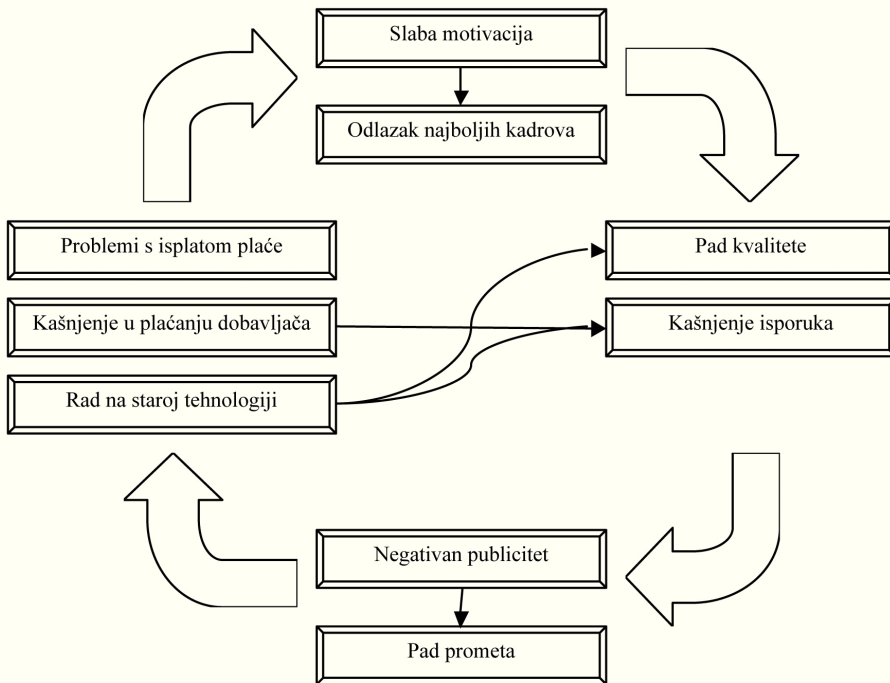 Slaba motivacija
Odlazak najboljih kadrova
Problemi s isplatom plaće
Pad kvalitete
Kašnjenje u plaćanju dobavljača
Kašnjenje isporuka
Rad na staroj tehnologiji
Negativan publicitet
Pad prometa